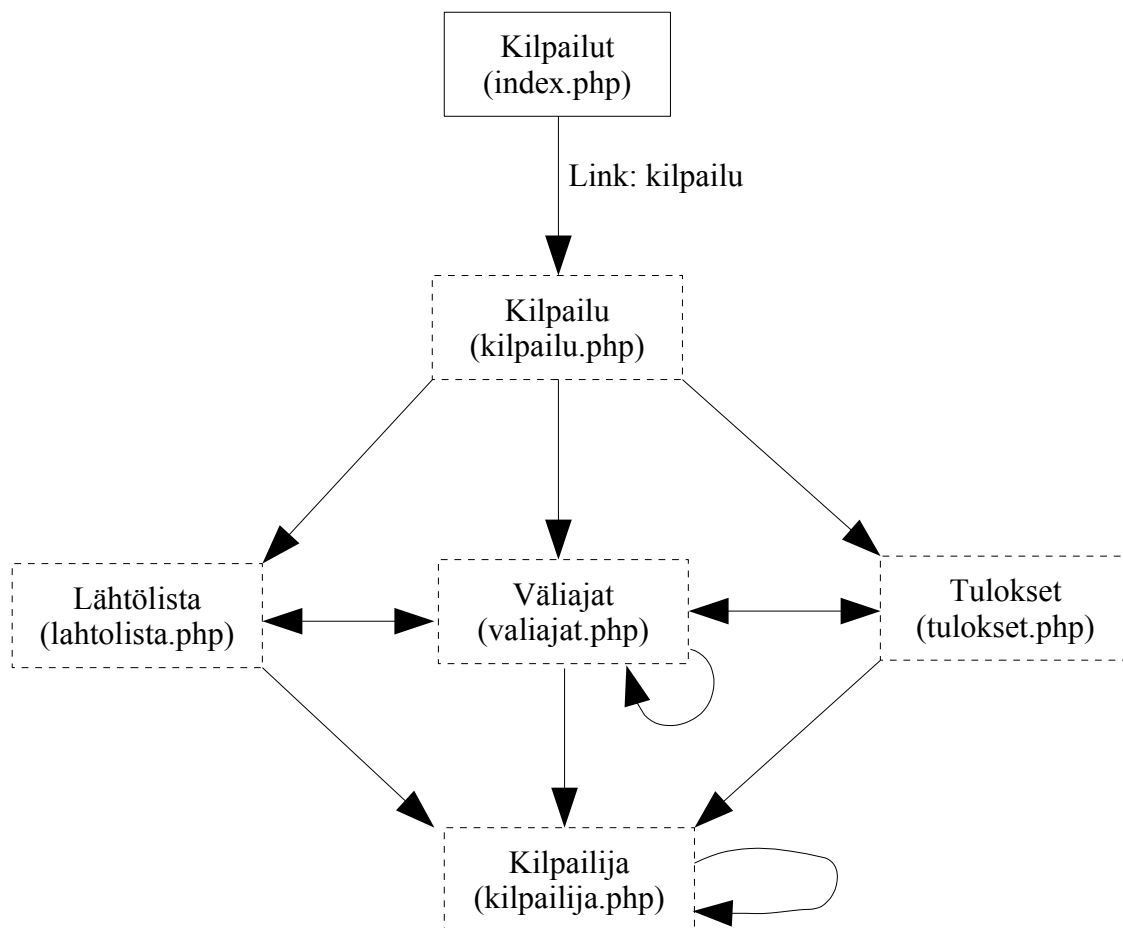 Kilpailut
(index.php)
Link: kilpailu
Kilpailu
(kilpailu.php)
Lähtölista
(lahtolista.php)
Väliajat
(valiajat.php)
Tulokset
(tulokset.php)
Kilpailija
(kilpailija.php)